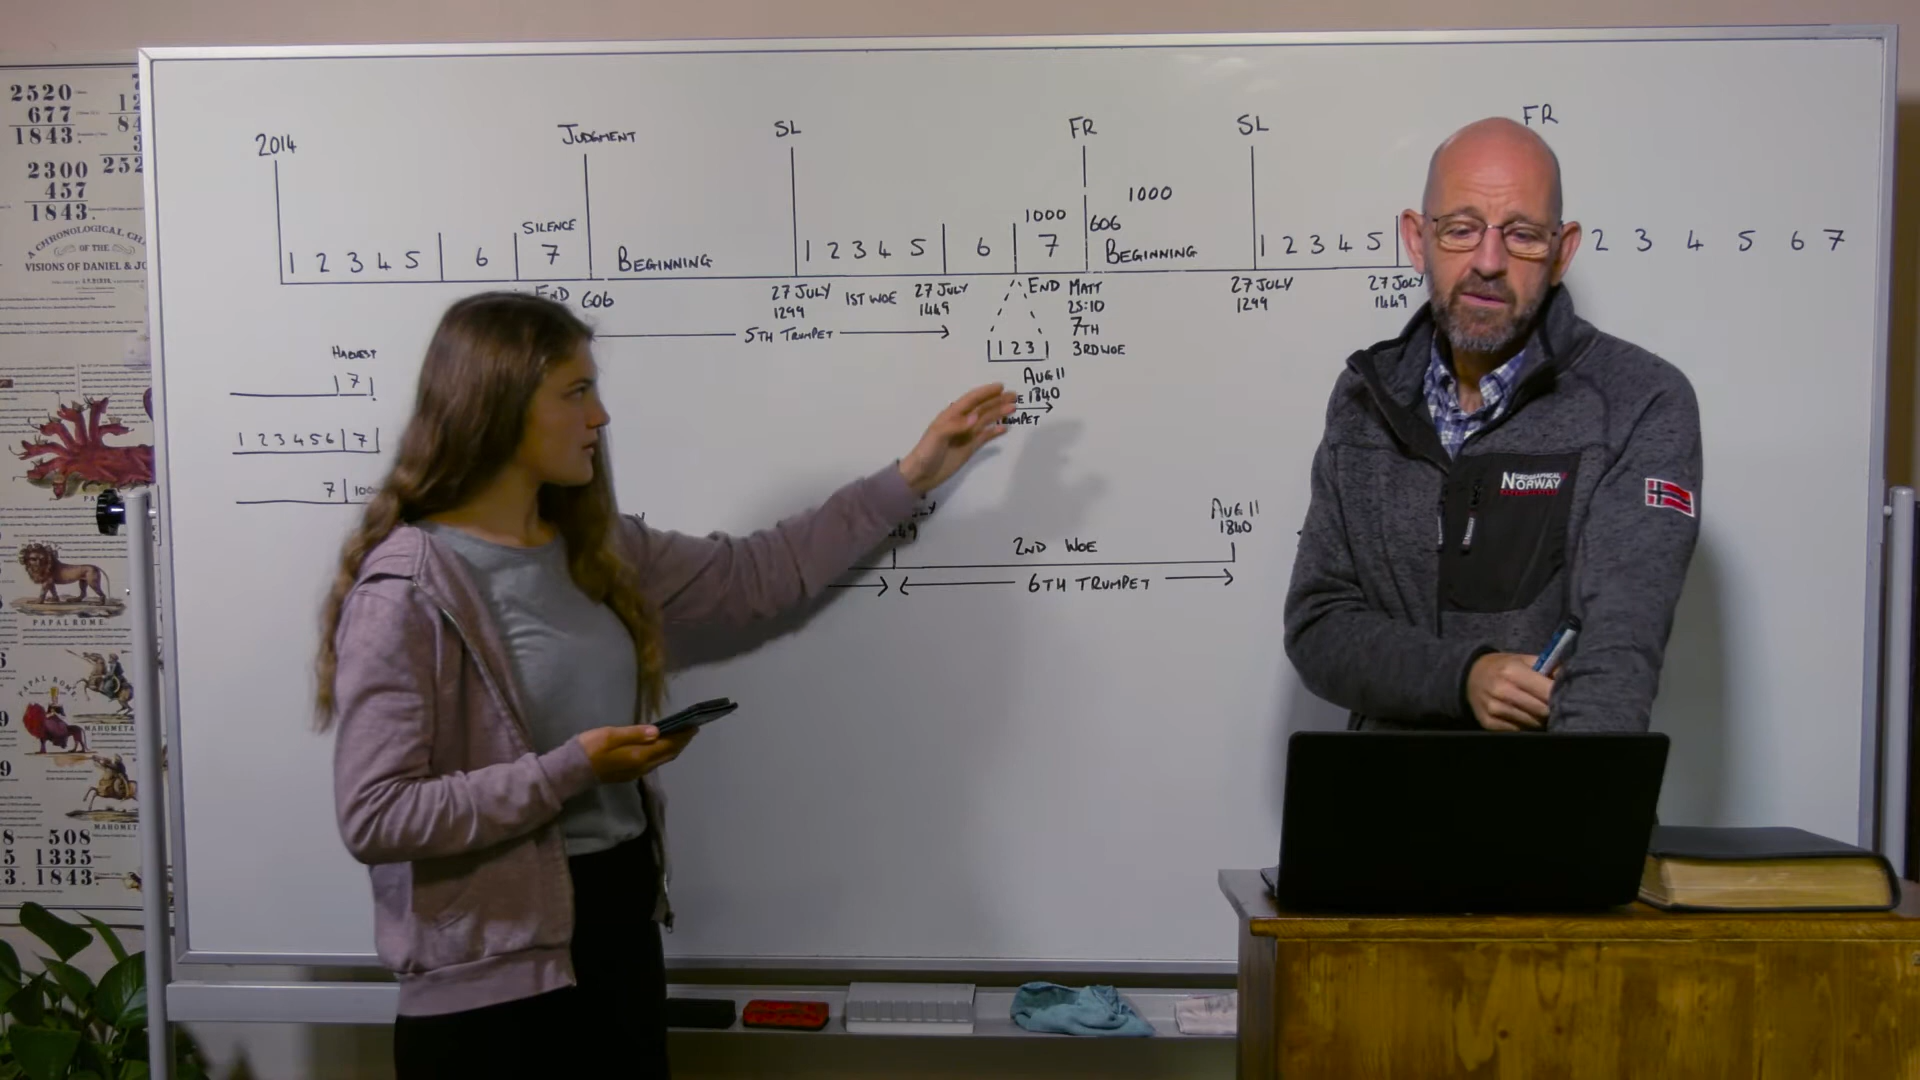 2520
677
1843.
2300
457
1843.
252
A CHRONOLOGICAL
OF THE
VISIONS OF DANIEL &
PAPAL ROME.
PAPAL ROME
MAHOMETA
MAHOMET
508
1335
1843.
2014
JUDGMENT
SL
FR
SL
FR
1 2 3 4 5 6 SILENCE 7
BEGINNING
1 2 3 4 5 6 1000 7
606
1000
BEGINNING
1 2 3 4 5
2 3 4 5 6 7
END 606
27 JULY
1299
1ST WOE
27 JULY
1449
END
MATT
25:10
7TH
3RD WOE
27 JULY
1299
27 JULY
1449
5TH TRUMPET
1 2 3
AUG 11
1840
HARVEST
7
1 2 3 4 5 6 7
7
AUG 11
1840
2ND WOE
6TH TRUMPET
GEOGRAPHICAL
NORWAY